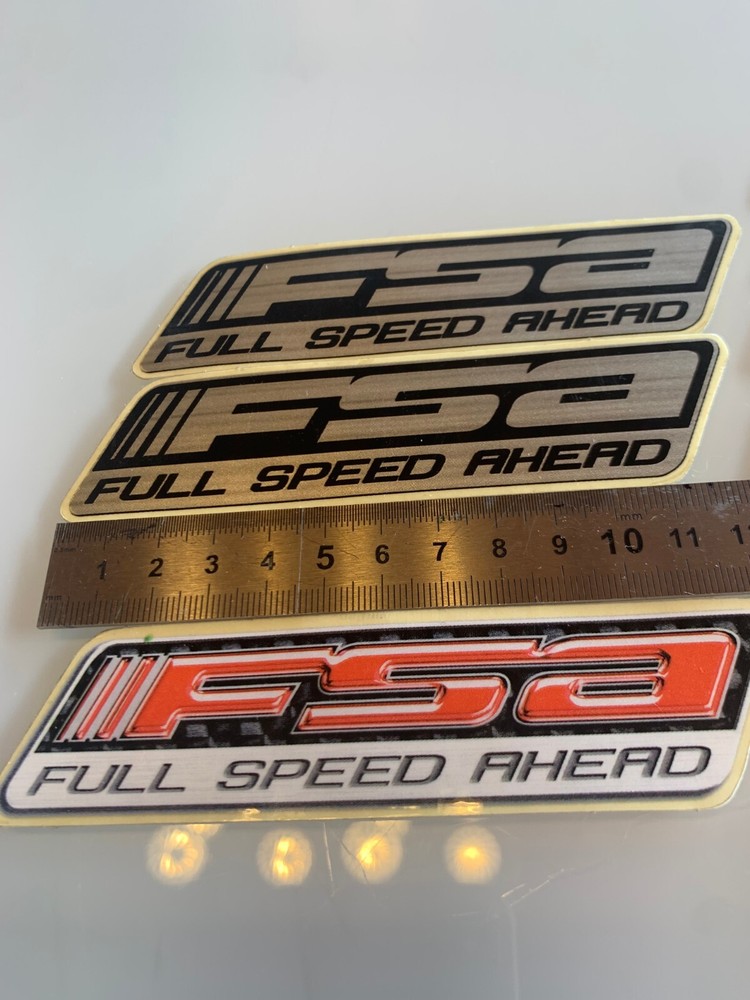 FSa
FULL SPEED AHEAD
FSa
FULL SPEED AHEAD
mm
1 2 3 4 5 6 7 8 9 10 11
FSa
FULL SPEED AHEAD